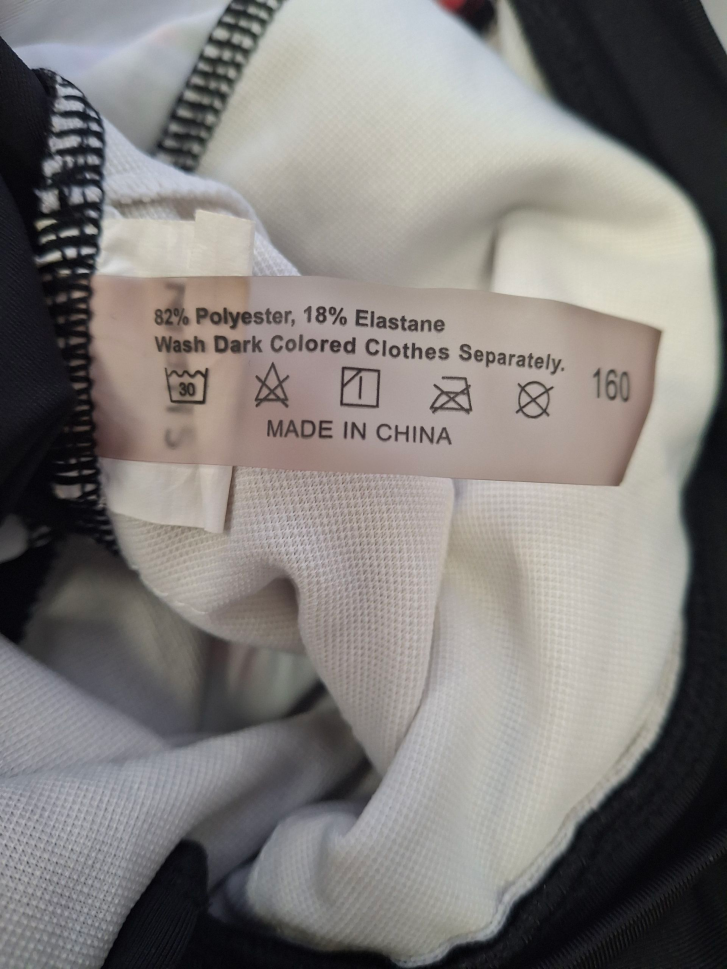 82% Polyester, 18% Elastane
Wash Dark Colored Clothes Separately.
30
160
MADE IN CHINA